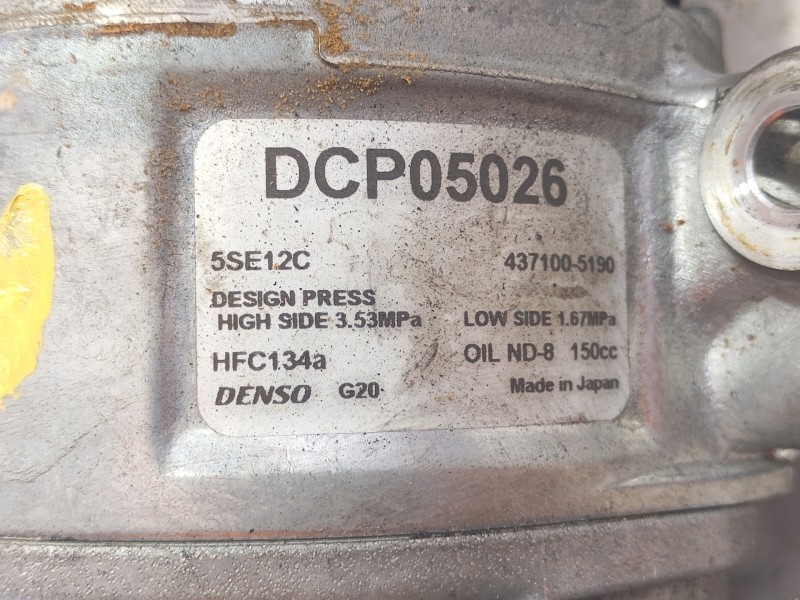 DCP05026
5SE12C 437100-5190
DESIGN PRESS
HIGH SIDE 3.53MPa LOW SIDE 1.67MPa
HFC134a OIL ND-8 150cc
DENSO G20 Made in Japan